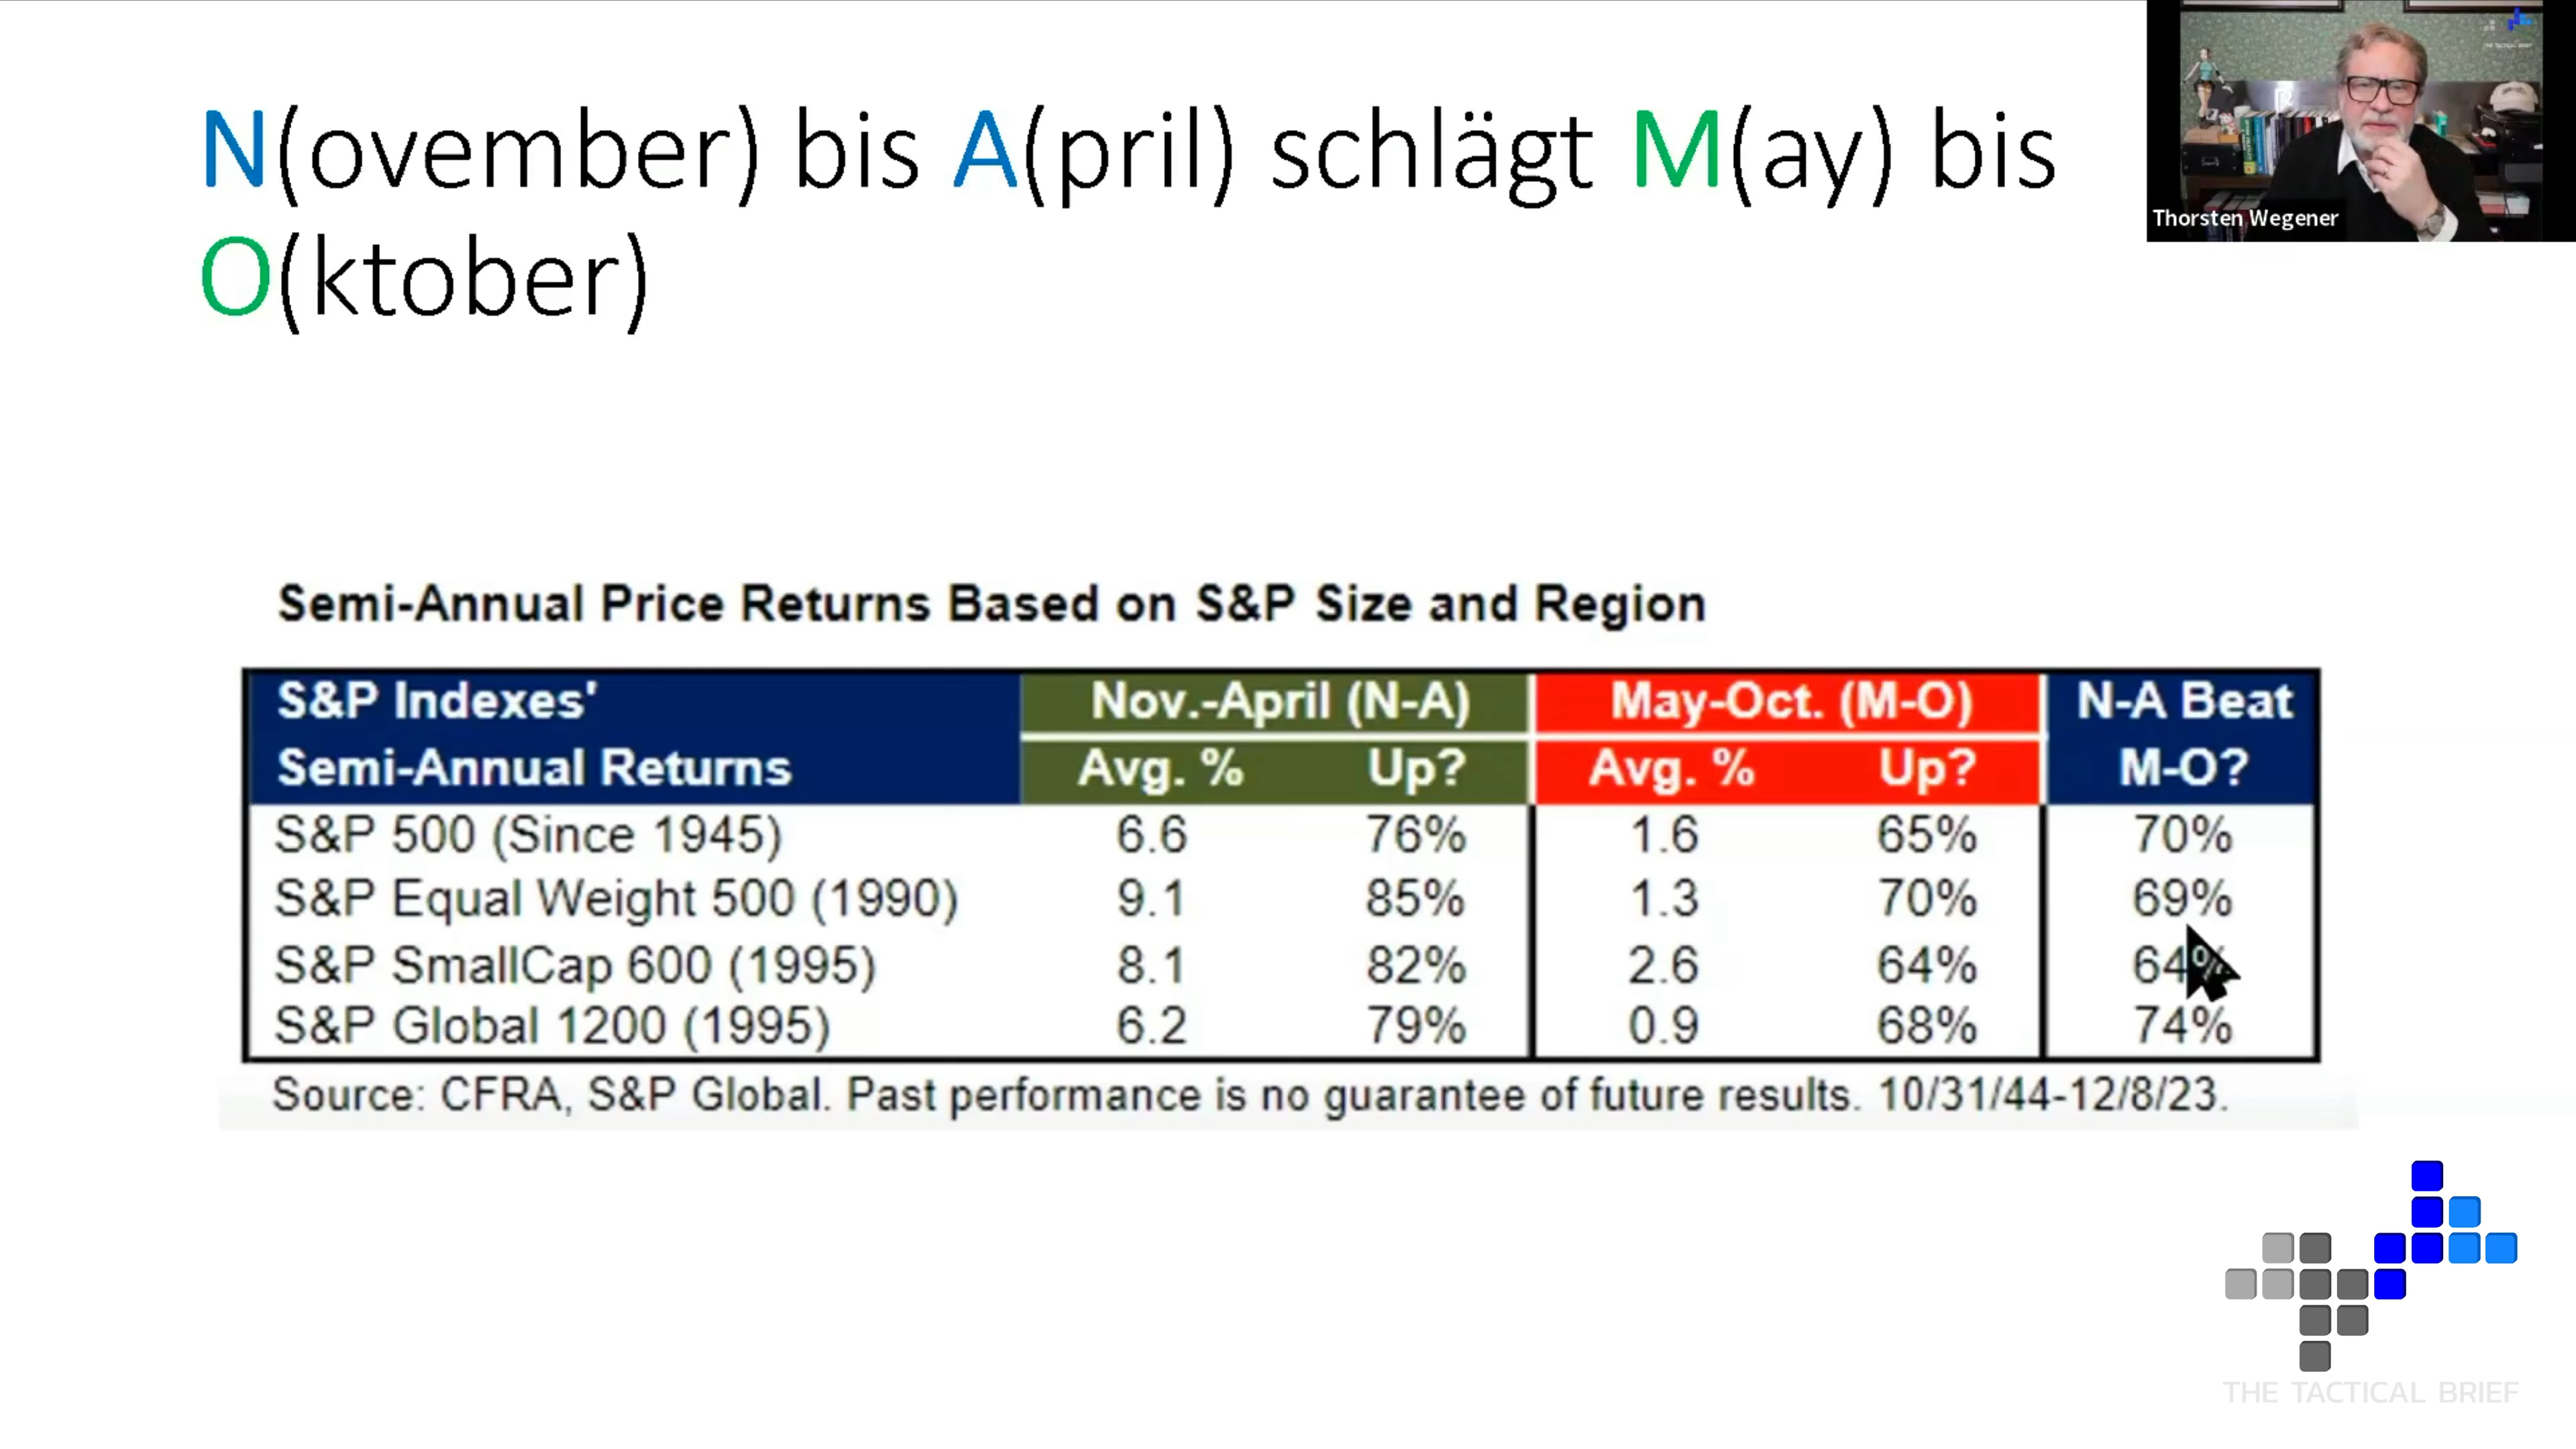 N(ovember) bis A(pril) schlägt M(ay) bis
O(ktober)
Thorsten Wegener
Semi-Annual Price Returns Based on S&P Size and Region
S&P Indexes' Nov.-April (N-A) May-Oct. (M-O) N-A Beat
Semi-Annual Returns Avg. % Up? Avg. % Up? M-O?
S&P 500 (Since 1945) 6.6 76% 1.6 65% 70%
S&P Equal Weight 500 (1990) 9.1 85% 1.3 70% 69%
S&P SmallCap 600 (1995) 8.1 82% 2.6 64% 64%
S&P Global 1200 (1995) 6.2 79% 0.9 68% 74%
Source: CFRA, S&P Global. Past performance is no guarantee of future results. 10/31/44-12/8/23.
THE TACTICAL BRIEF